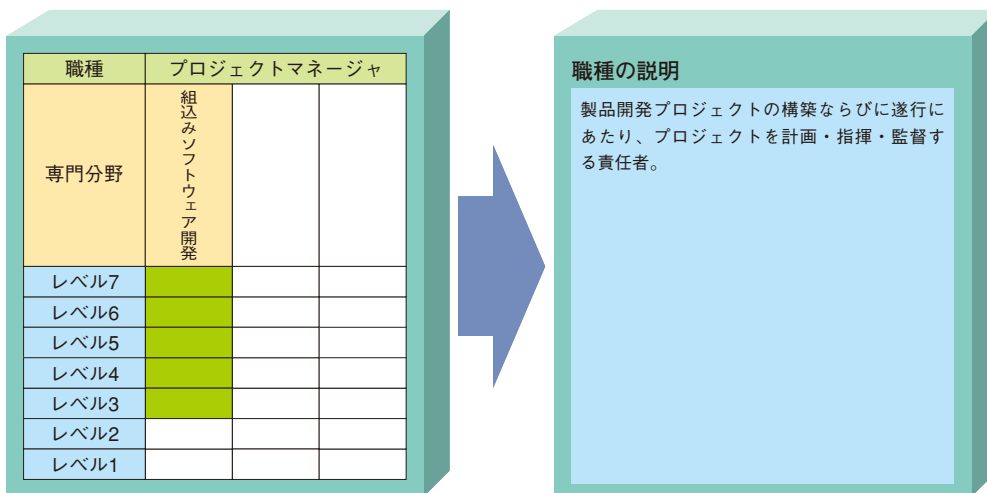 職種
プロジェクトマネージャ
専門分野
組込みソフトウェア開発
レベル7
レベル6
レベル5
レベル4
レベル3
レベル2
レベル1
職種の説明
製品開発プロジェクトの構築ならびに遂行に
あたり、プロジェクトを計画・指揮・監督す
る責任者。